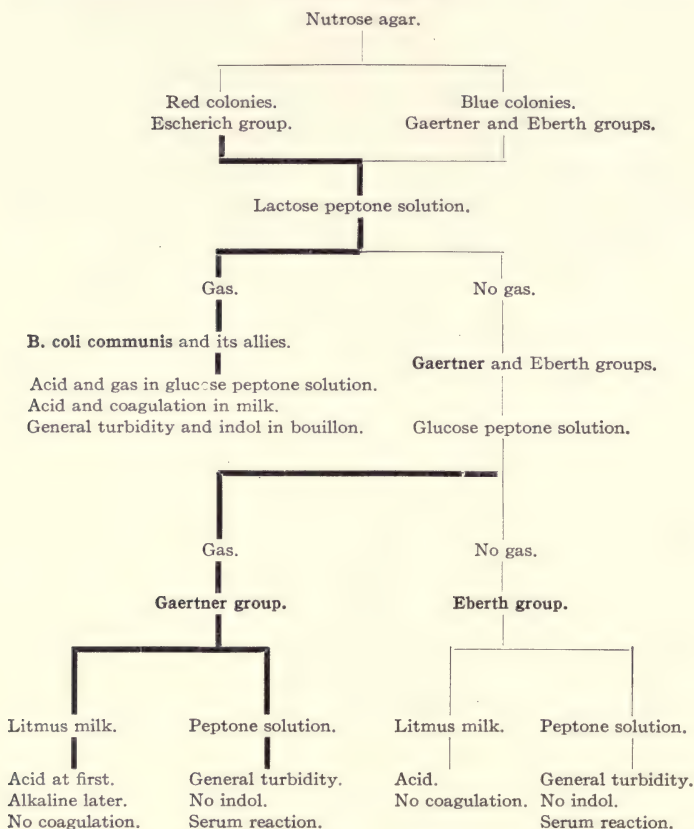 Nutrose agar.
Red colonies.
Escherich group.
Blue colonies.
Gaertner and Eberth groups.
Lactose peptone solution.
Gas.
No gas.
B. coli communis and its allies.
Acid and gas in glucose peptone solution.
Acid and coagulation in milk.
General turbidity and indol in bouillon.
Gaertner and Eberth groups.
Glucose peptone solution.
Gas.
No gas.
Gaertner group.
Eberth group.
Litmus milk.
Peptone solution.
Litmus milk.
Peptone solution.
Acid at first.
Alkaline later.
No coagulation.
General turbidity.
No indol.
Serum reaction.
Acid.
No coagulation.
General turbidity.
No indol.
Serum reaction.